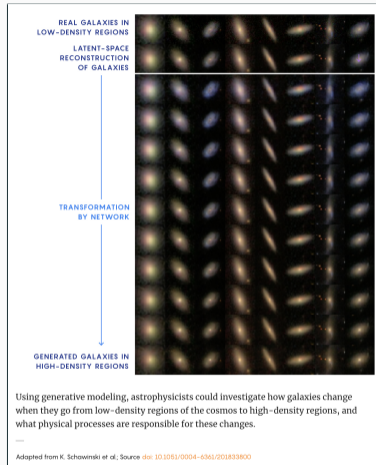 REAL GALAXIES IN
LOW-DENSITY REGIONS
LATENT-SPACE
RECONSTRUCTION
OF GALAXIES
TRANSFORMATION
BY NETWORK
GENERATED GALAXIES IN
HIGH-DENSITY REGIONS
Using generative modeling, astrophysicists could investigate how galaxies change
when they go from low-density regions of the cosmos to high-density regions, and
what physical processes are responsible for these changes.
Adapted from K. Schawinski et al.; Source doi: 10.1051/0004-6361/201833800